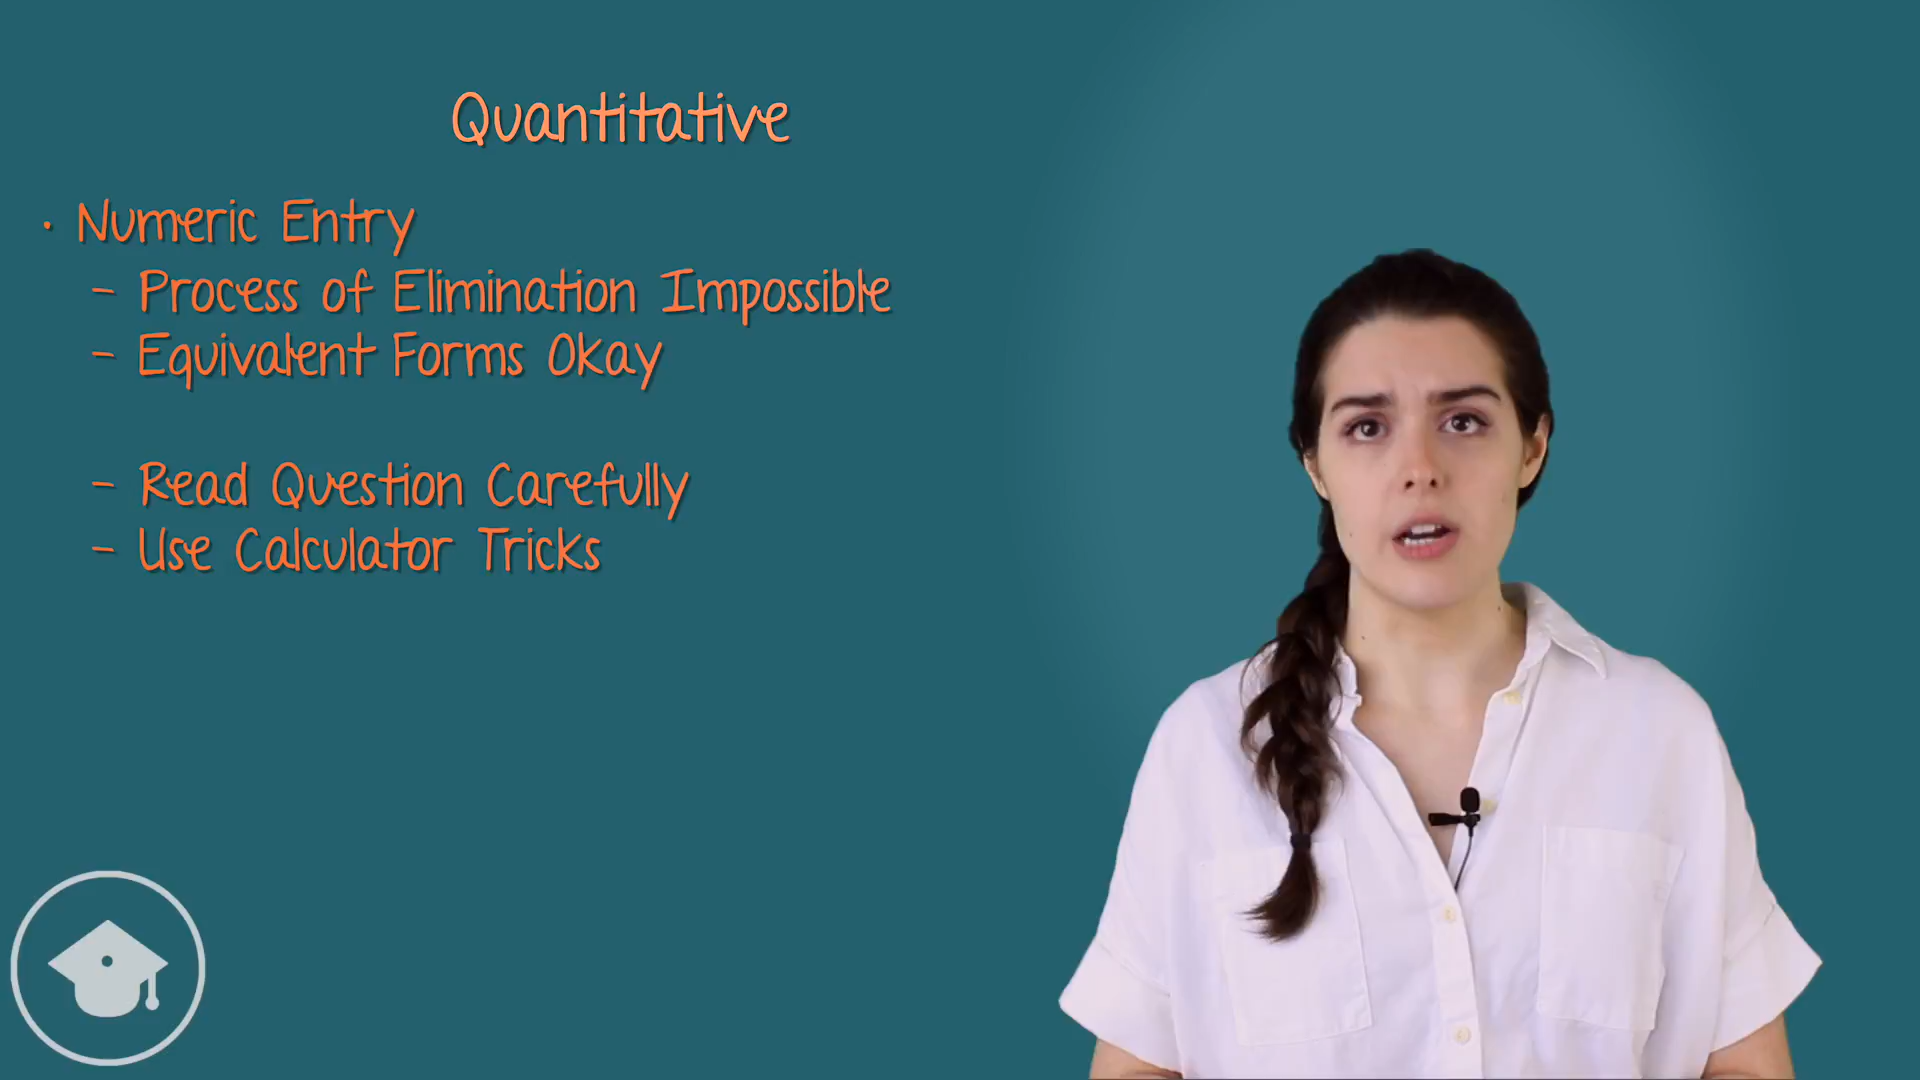 Quantitative
· Numeric Entry
- Process of Elimination Impossible
- Equivalent Forms Okay
- Read Question Carefully
- Use Calculator Tricks